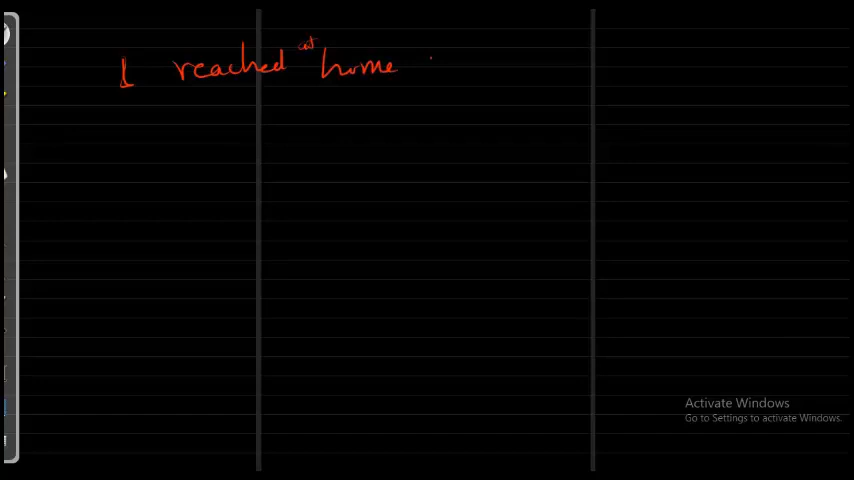 I reached at home
Activate Windows
Go to Settings to activate Windows.